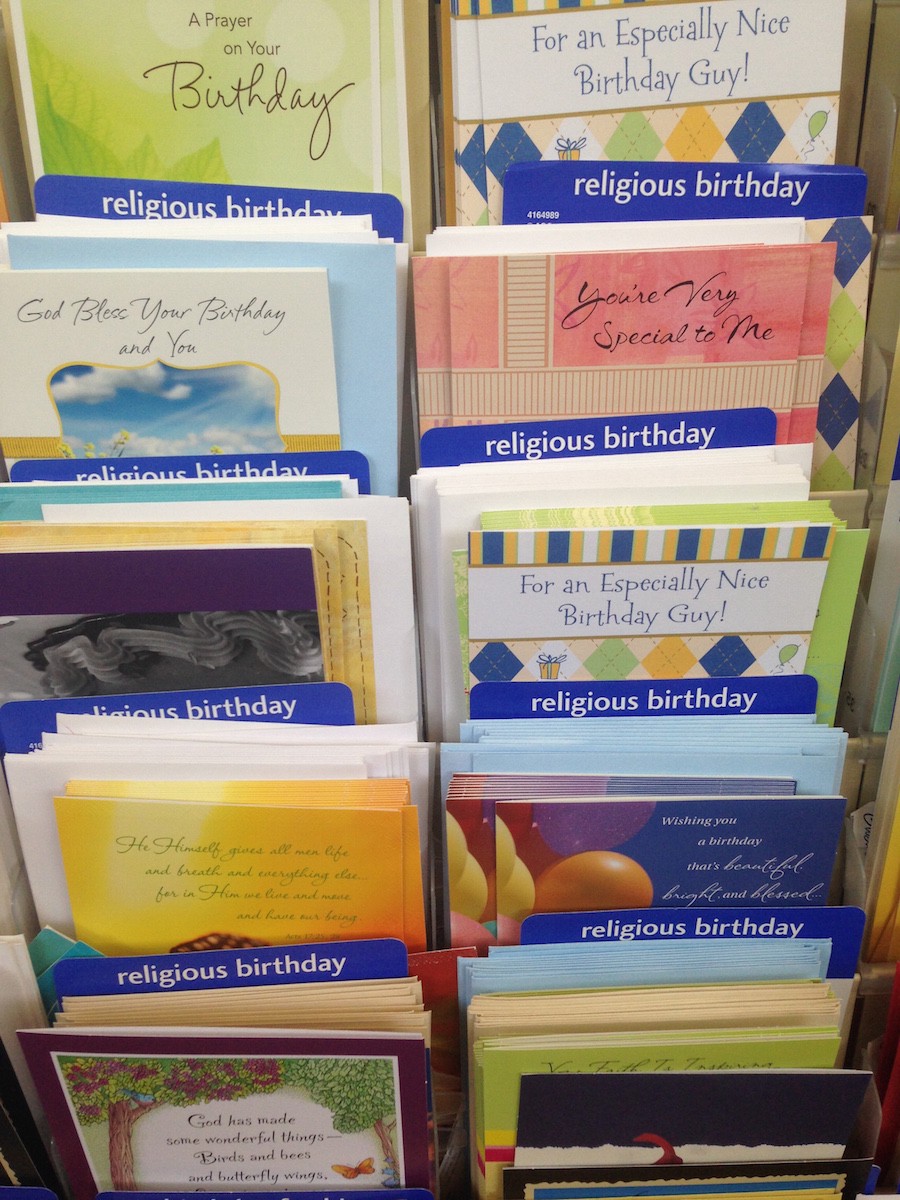 A Prayer
on Your
Birthday
religious birthday
For an Especially Nice
Birthday Guy!
religious birthday
4164989
God Bless Your Birthday
and You
religious birthday
You're Very
Special to Me
religious birthday
religious birthday
For an Especially Nice
Birthday Guy!
religious birthday
He Himself gives all men life
and breath and everything else...
for in Him we live and move
and have our being.
religious birthday
Wishing you
a birthday
that's beautiful,
bright, and blessed...
religious birthday
God has made
some wonderful things—
Birds and bees
and butterfly wings,
Your Faith Is Inspiring